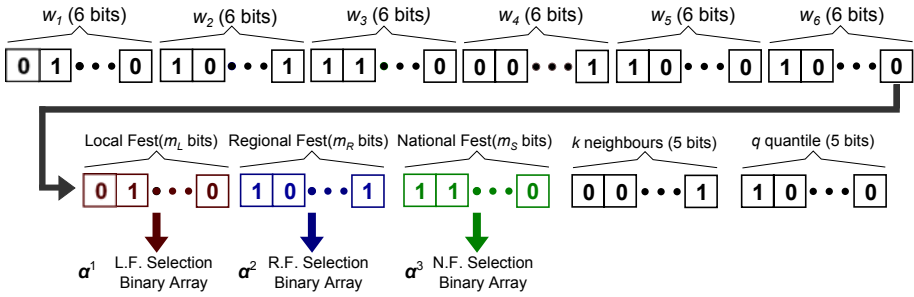 w1 (6 bits) w2 (6 bits) w3 (6 bits) w4 (6 bits) w5 (6 bits) w6 (6 bits)
0 1 ••• 0 1 0 ••• 1 1 1 ••• 0 0 0 ••• 1 1 0 ••• 0 1 0 ••• 0
Local Fest(mL bits) Regional Fest(mR bits) National Fest(mS bits) k neighbours (5 bits) q quantile (5 bits)
0 1 ••• 0 1 0 ••• 1 1 1 ••• 0 0 0 ••• 1 1 0 ••• 0
α1 L.F. Selection α2 R.F. Selection α3 N.F. Selection
Binary Array Binary Array Binary Array